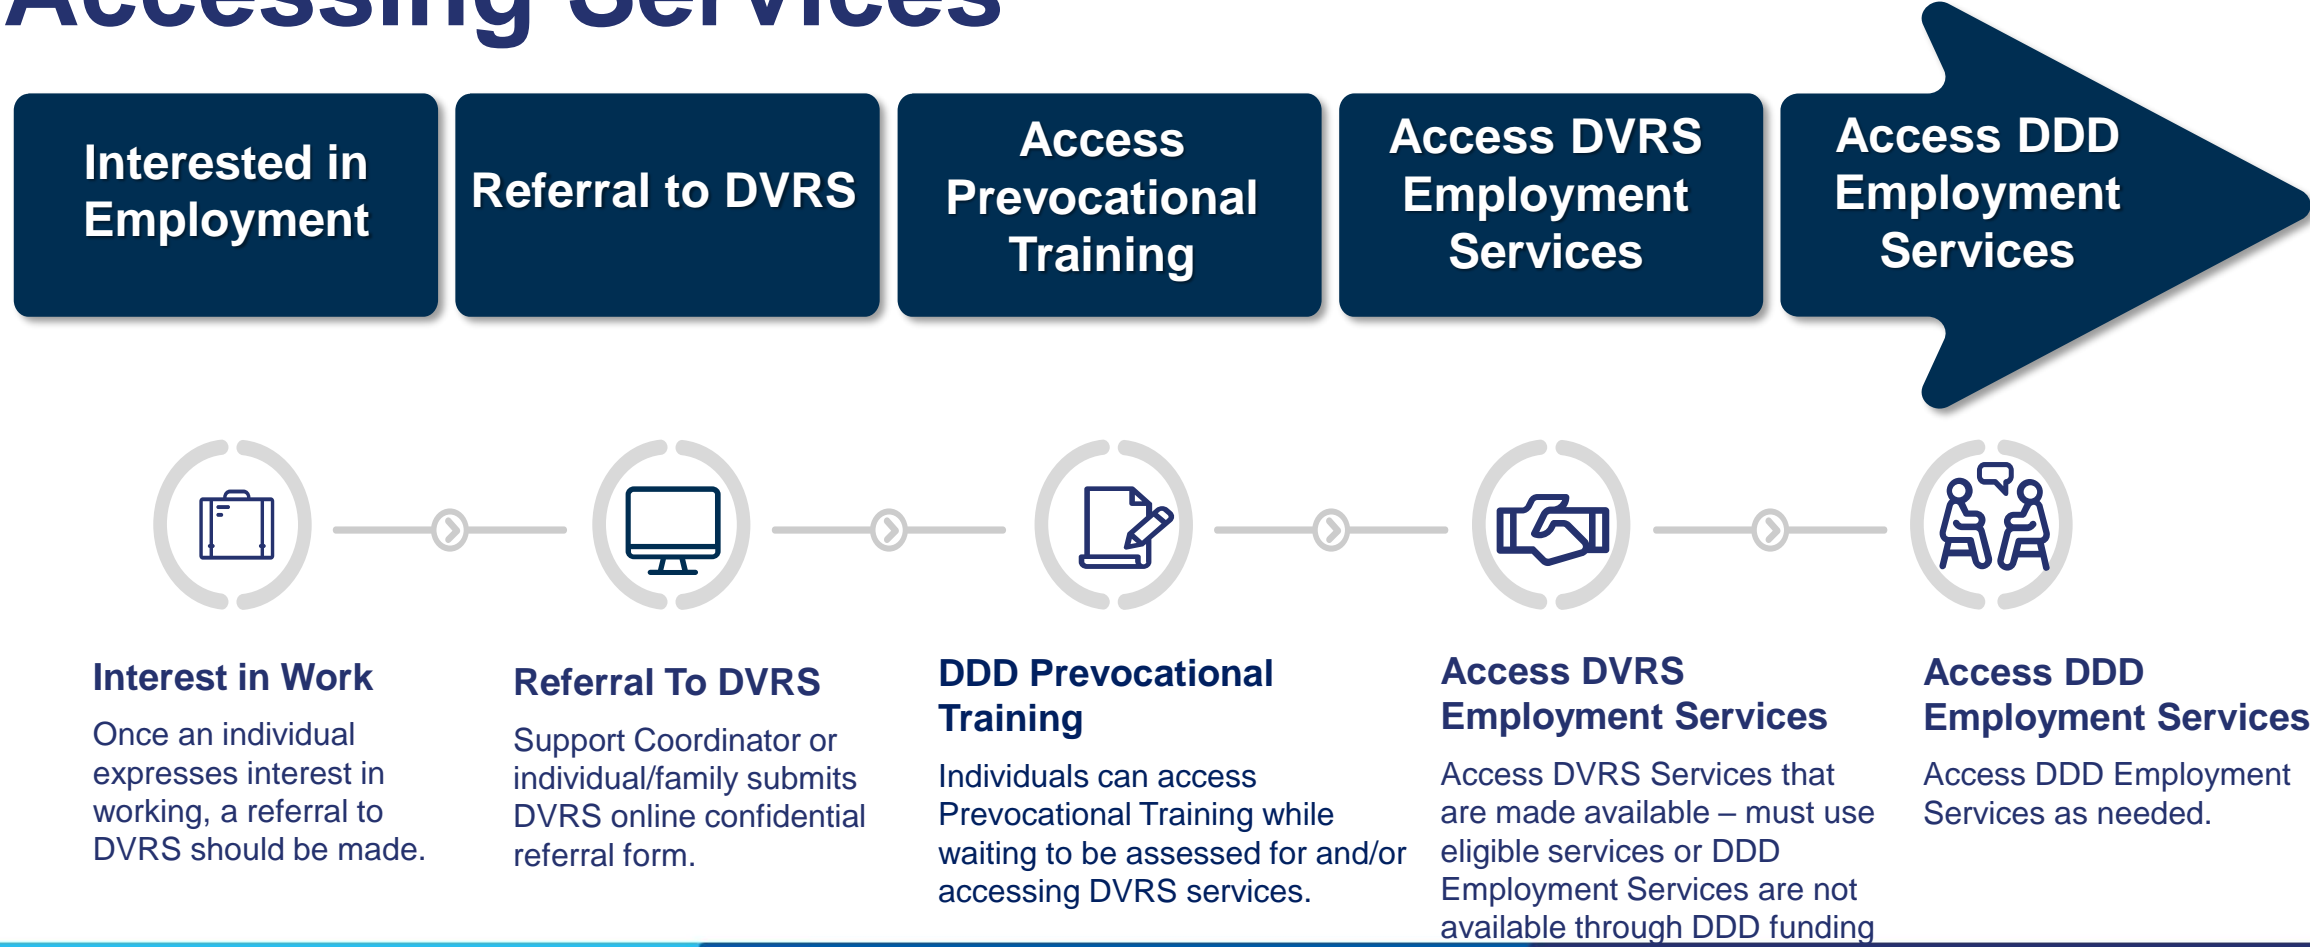 Accessing Services
Interested in
Employment
Referral to DVRS
Access
Prevocational
Training
Access DVRS
Employment
Services
Access DDD
Employment
Services
Interest in Work
Once an individual
expresses interest in
working, a referral to
DVRS should be made.
Referral To DVRS
Support Coordinator or
individual/family submits
DVRS online confidential
referral form.
DDD Prevocational
Training
Individuals can access
Prevocational Training while
waiting to be assessed for and/or
accessing DVRS services.
Access DVRS
Employment Services
Access DVRS Services that
are made available – must use
eligible services or DDD
Employment Services are not
available through DDD funding
Access DDD
Employment Services
Access DDD Employment
Services as needed.